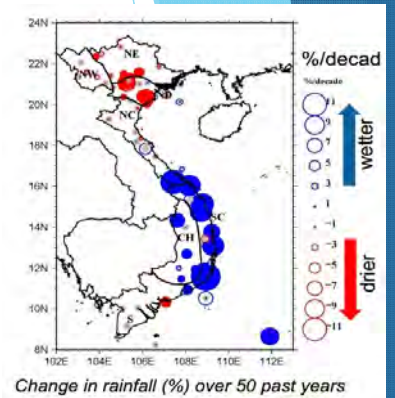 24N
22N
20N
18N
16N
14N
12N
10N
8N
102E 104E 106E 108E 110E 112E
NE
NW
ND
NC
SC
CH
S
%/decad
%/decade
11
9
7
5
3
1
-1
-3
-5
-7
-9
-11
wetter
drier
Change in rainfall (%) over 50 past years